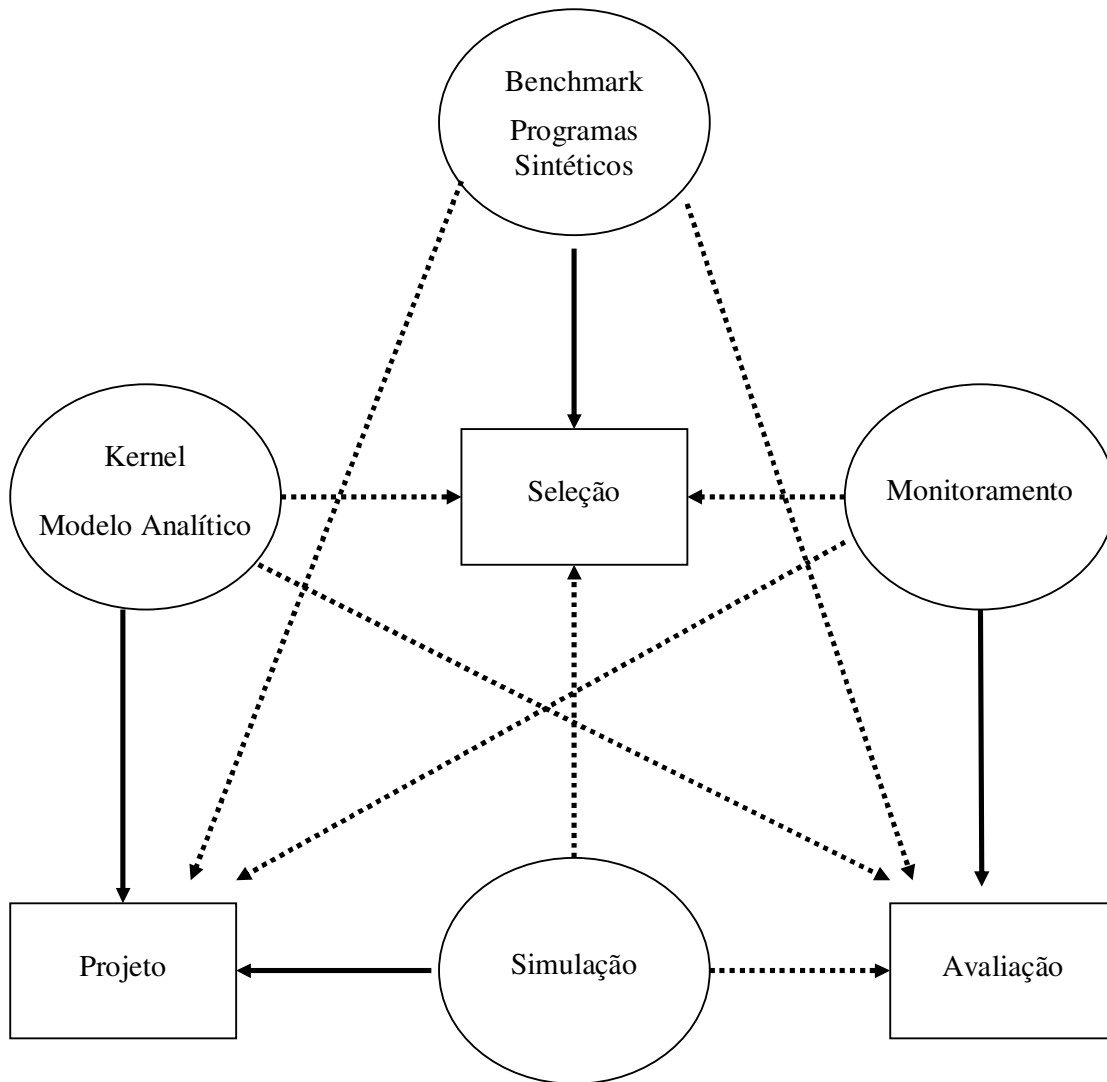 Benchmark
Programas
Sintéticos
Kernel
Modelo Analítico
Seleção
Monitoramento
Projeto
Simulação
Avaliação